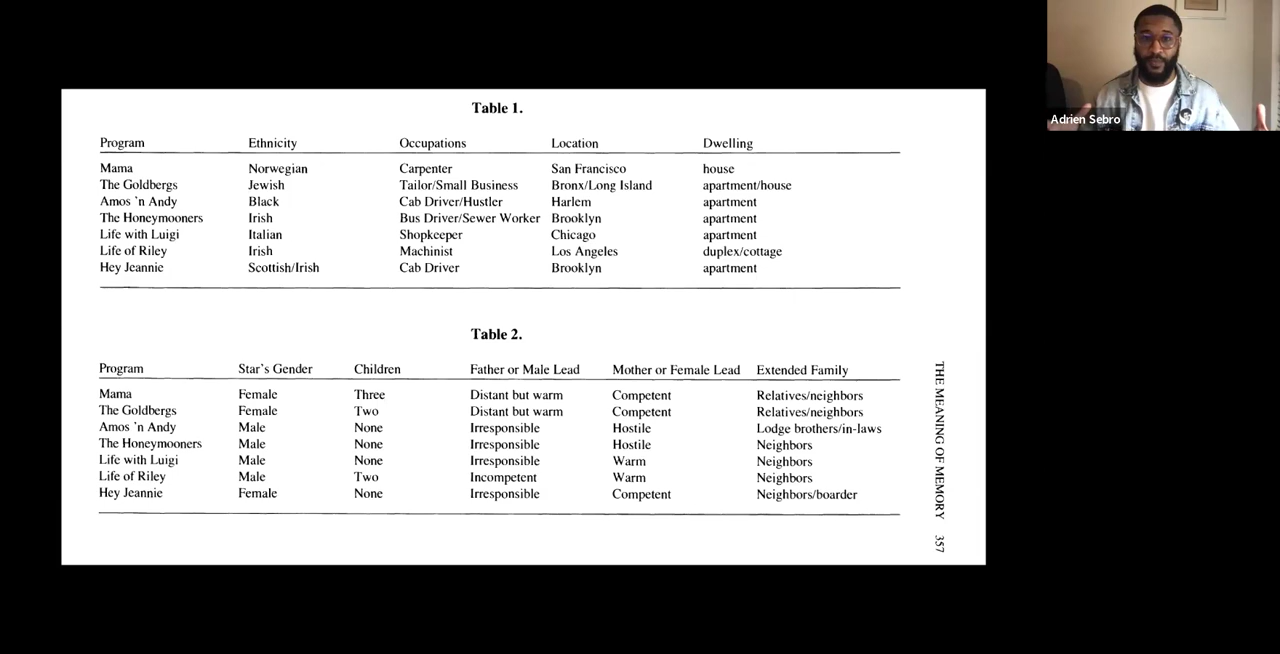 Adrien Sebro
Table 1.
Program Ethnicity Occupations Location Dwelling
Mama Norwegian Carpenter San Francisco house
The Goldbergs Jewish Tailor/Small Business Bronx/Long Island apartment/house
Amos 'n Andy Black Cab Driver/Hustler Harlem apartment
The Honeymooners Irish Bus Driver/Sewer Worker Brooklyn apartment
Life with Luigi Italian Shopkeeper Chicago apartment
Life of Riley Irish Machinist Los Angeles duplex/cottage
Hey Jeannie Scottish/Irish Cab Driver Brooklyn apartment
Table 2.
Program Star's Gender Children Father or Male Lead Mother or Female Lead Extended Family
Mama Female Three Distant but warm Competent Relatives/neighbors
The Goldbergs Female Two Distant but warm Competent Relatives/neighbors
Amos 'n Andy Male None Irresponsible Hostile Lodge brothers/in-laws
The Honeymooners Male None Irresponsible Hostile Neighbors
Life with Luigi Male None Irresponsible Warm Neighbors
Life of Riley Male Two Incompetent Warm Neighbors
Hey Jeannie Female None Irresponsible Competent Neighbors/boarder
THE MEANING OF MEMORY 357